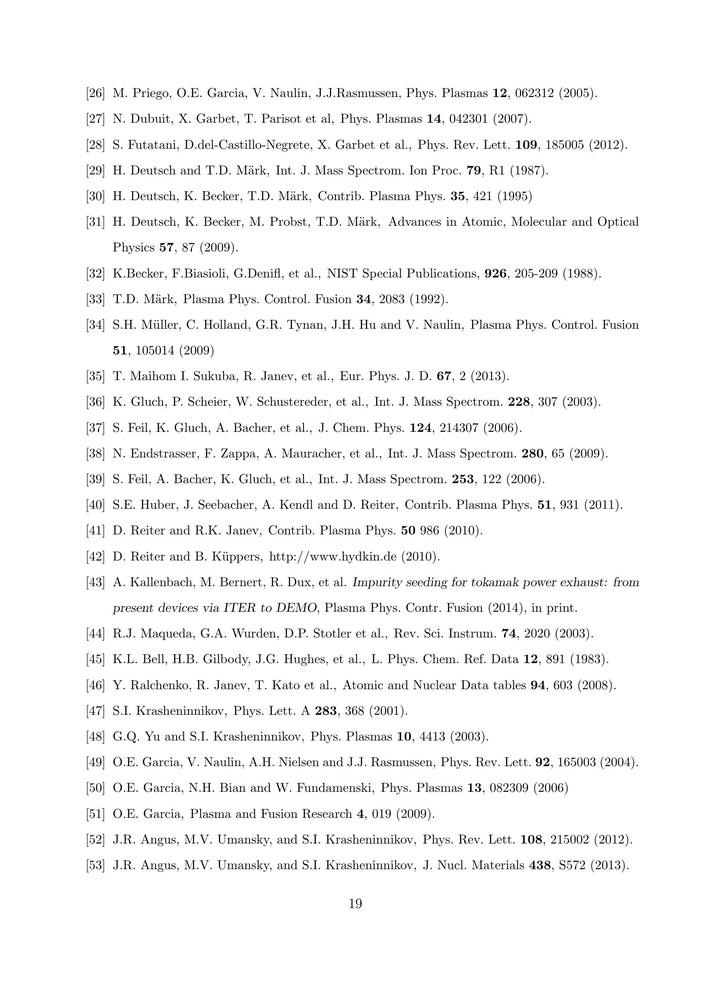 [26] M. Priego, O.E. Garcia, V. Naulin, J.J.Rasmussen, Phys. Plasmas 12, 062312 (2005).
[27] N. Dubuit, X. Garbet, T. Parisot et al, Phys. Plasmas 14, 042301 (2007).
[28] S. Futatani, D.del-Castillo-Negrete, X. Garbet et al., Phys. Rev. Lett. 109, 185005 (2012).
[29] H. Deutsch and T.D. Märk, Int. J. Mass Spectrom. Ion Proc. 79, R1 (1987).
[30] H. Deutsch, K. Becker, T.D. Märk, Contrib. Plasma Phys. 35, 421 (1995)
[31] H. Deutsch, K. Becker, M. Probst, T.D. Märk, Advances in Atomic, Molecular and Optical
Physics 57, 87 (2009).
[32] K.Becker, F.Biasioli, G.Denifl, et al., NIST Special Publications, 926, 205-209 (1988).
[33] T.D. Märk, Plasma Phys. Control. Fusion 34, 2083 (1992).
[34] S.H. Müller, C. Holland, G.R. Tynan, J.H. Hu and V. Naulin, Plasma Phys. Control. Fusion
51, 105014 (2009)
[35] T. Maihom I. Sukuba, R. Janev, et al., Eur. Phys. J. D. 67, 2 (2013).
[36] K. Gluch, P. Scheier, W. Schustereder, et al., Int. J. Mass Spectrom. 228, 307 (2003).
[37] S. Feil, K. Gluch, A. Bacher, et al., J. Chem. Phys. 124, 214307 (2006).
[38] N. Endstrasser, F. Zappa, A. Mauracher, et al., Int. J. Mass Spectrom. 280, 65 (2009).
[39] S. Feil, A. Bacher, K. Gluch, et al., Int. J. Mass Spectrom. 253, 122 (2006).
[40] S.E. Huber, J. Seebacher, A. Kendl and D. Reiter, Contrib. Plasma Phys. 51, 931 (2011).
[41] D. Reiter and R.K. Janev, Contrib. Plasma Phys. 50 986 (2010).
[42] D. Reiter and B. Küppers, http://www.hydkin.de (2010).
[43] A. Kallenbach, M. Bernert, R. Dux, et al. Impurity seeding for tokamak power exhaust: from
present devices via ITER to DEMO, Plasma Phys. Contr. Fusion (2014), in print.
[44] R.J. Maqueda, G.A. Wurden, D.P. Stotler et al., Rev. Sci. Instrum. 74, 2020 (2003).
[45] K.L. Bell, H.B. Gilbody, J.G. Hughes, et al., L. Phys. Chem. Ref. Data 12, 891 (1983).
[46] Y. Ralchenko, R. Janev, T. Kato et al., Atomic and Nuclear Data tables 94, 603 (2008).
[47] S.I. Krasheninnikov, Phys. Lett. A 283, 368 (2001).
[48] G.Q. Yu and S.I. Krasheninnikov, Phys. Plasmas 10, 4413 (2003).
[49] O.E. Garcia, V. Naulin, A.H. Nielsen and J.J. Rasmussen, Phys. Rev. Lett. 92, 165003 (2004).
[50] O.E. Garcia, N.H. Bian and W. Fundamenski, Phys. Plasmas 13, 082309 (2006)
[51] O.E. Garcia, Plasma and Fusion Research 4, 019 (2009).
[52] J.R. Angus, M.V. Umansky, and S.I. Krasheninnikov, Phys. Rev. Lett. 108, 215002 (2012).
[53] J.R. Angus, M.V. Umansky, and S.I. Krasheninnikov, J. Nucl. Materials 438, S572 (2013).
19